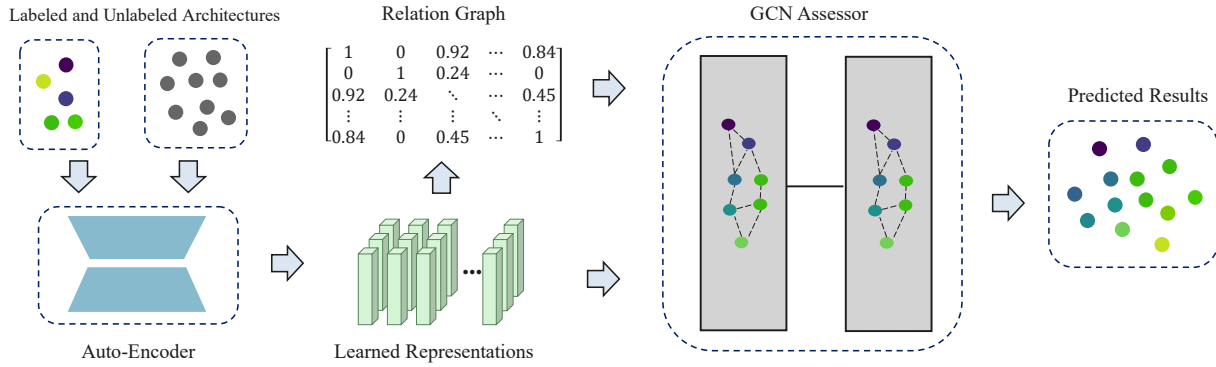 Labeled and Unlabeled Architectures
Relation Graph
GCN Assessor
1 0 0.92 ⋯ 0.84
0 1 0.24 ⋯ 0
0.92 0.24 ⋱ ⋯ 0.45
⋮ ⋮ ⋮ ⋱ ⋮
0.84 0 0.45 ⋯ 1
Predicted Results
Auto-Encoder
Learned Representations